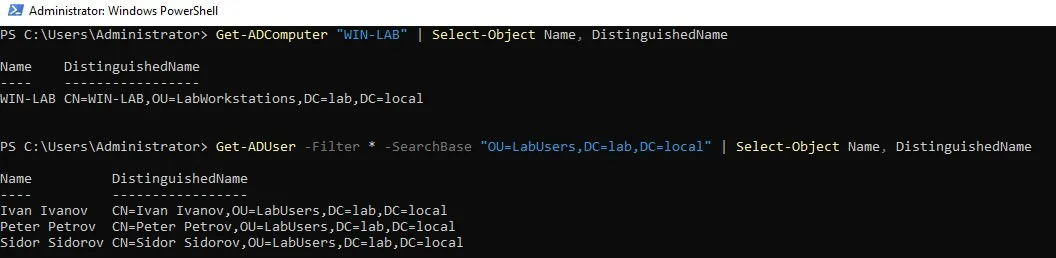 Administrator: Windows PowerShell
PS C:\Users\Administrator> Get-ADComputer "WIN-LAB" | Select-Object Name, DistinguishedName
Name    DistinguishedName
----    -----------------
WIN-LAB CN=WIN-LAB,OU=LabWorkstations,DC=lab,DC=local
PS C:\Users\Administrator> Get-ADUser -Filter * -SearchBase "OU=LabUsers,DC=lab,DC=local" | Select-Object Name, DistinguishedName
Name          DistinguishedName
----          -----------------
Ivan Ivanov   CN=Ivan Ivanov,OU=LabUsers,DC=lab,DC=local
Peter Petrov  CN=Peter Petrov,OU=LabUsers,DC=lab,DC=local
Sidor Sidorov CN=Sidor Sidorov,OU=LabUsers,DC=lab,DC=local